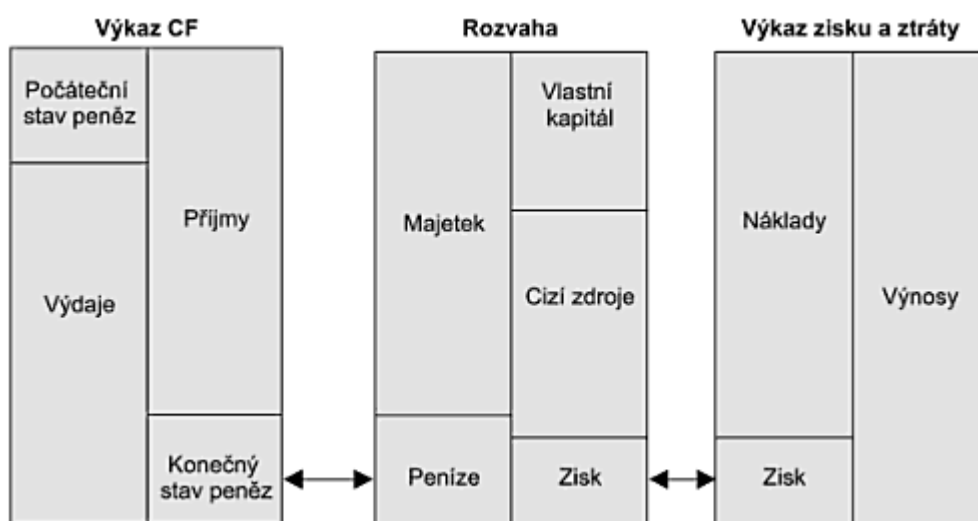 Výkaz CF
Počáteční
stav peněz
Výdaje
Příjmy
Konečný
stav peněz
Rozvaha
Majetek
Peníze
Vlastní
kapitál
Cizí zdroje
Zisk
Výkaz zisku a ztráty
Náklady
Zisk
Výnosy